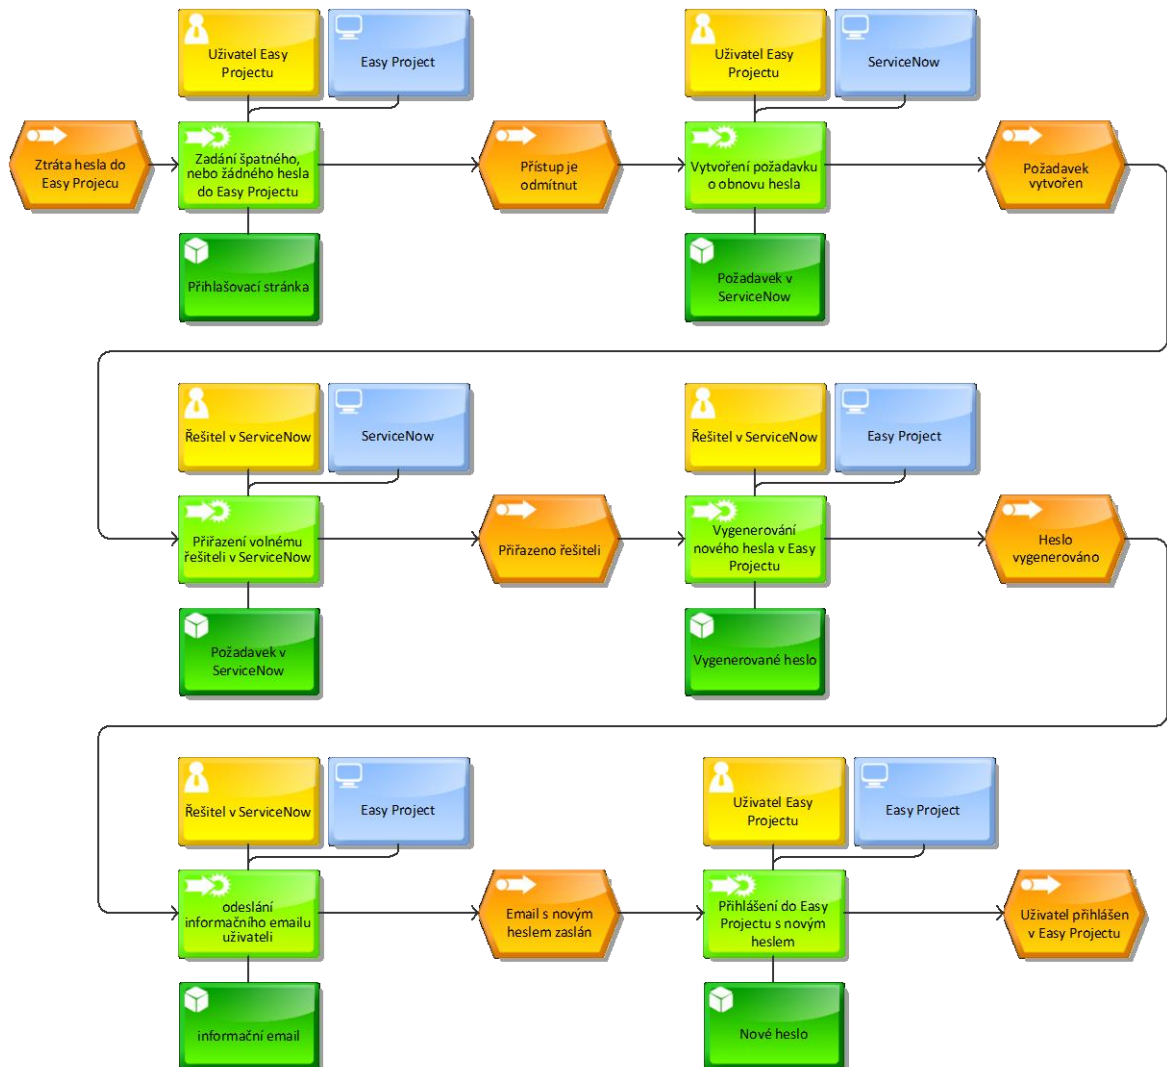 Uživatel Easy
Projectu
Easy Project
Uživatel Easy
Projectu
ServiceNow
Ztráta hesla do
Easy Projecu
Zadání špatného,
nebo žádného hesla
do Easy Projectu
Přístup je
odmítnut
Vytvoření požadavku
o obnovu hesla
Požadavek
vytvořen
Přihlašovací stránka
Požadavek v
ServiceNow
Řešitel v ServiceNow
ServiceNow
Řešitel v ServiceNow
Easy Project
Přiřazení volnému
řešiteli v ServiceNow
Přiřazeno řešiteli
Vygenerování
nového hesla v Easy
Projectu
Heslo
vygenerováno
Požadavek v
ServiceNow
Vygenerované heslo
Řešitel v ServiceNow
Easy Project
Uživatel Easy
Projectu
Easy Project
odeslání
informačního emailu
uživateli
Email s novým
heslem zaslán
Přihlášení do Easy
Projectu s novým
heslem
Uživatel přihlášen
v Easy Projectu
informační email
Nové heslo